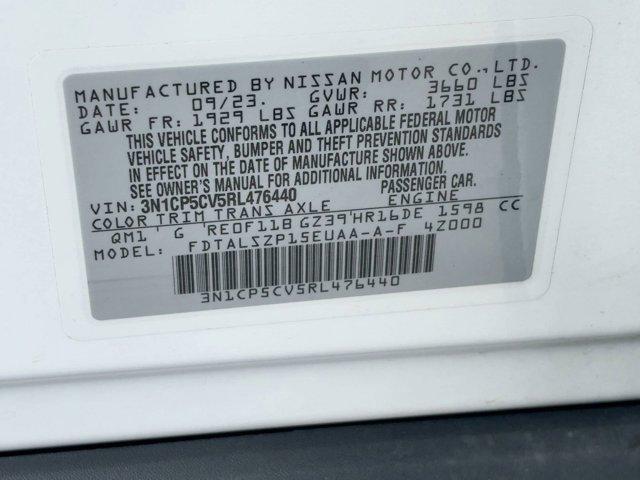 MANUFACTURED BY NISSAN MOTOR CO., LTD.
DATE: 09/23. GVWR: 3660 LBS
GAWR FR: 1929 LBS GAWR RR: 1731 LBS
THIS VEHICLE CONFORMS TO ALL APPLICABLE FEDERAL MOTOR
VEHICLE SAFETY, BUMPER AND THEFT PREVENTION STANDARDS
IN EFFECT ON THE DATE OF MANUFACTURE SHOWN ABOVE.
SEE OWNER'S MANUAL FOR ADDITIONAL INFORMATION.
VIN: 3N1CP5CV5RL476440 PASSENGER CAR.
COLOR TRIM TRANS AXLE ENGINE
QM1 'G 'RE0F11B GZ39'HR16DE 1598 CC
MODEL: FDTALSZP15EUAA-A-F 4Z000
3N1CP5CV5RL476440